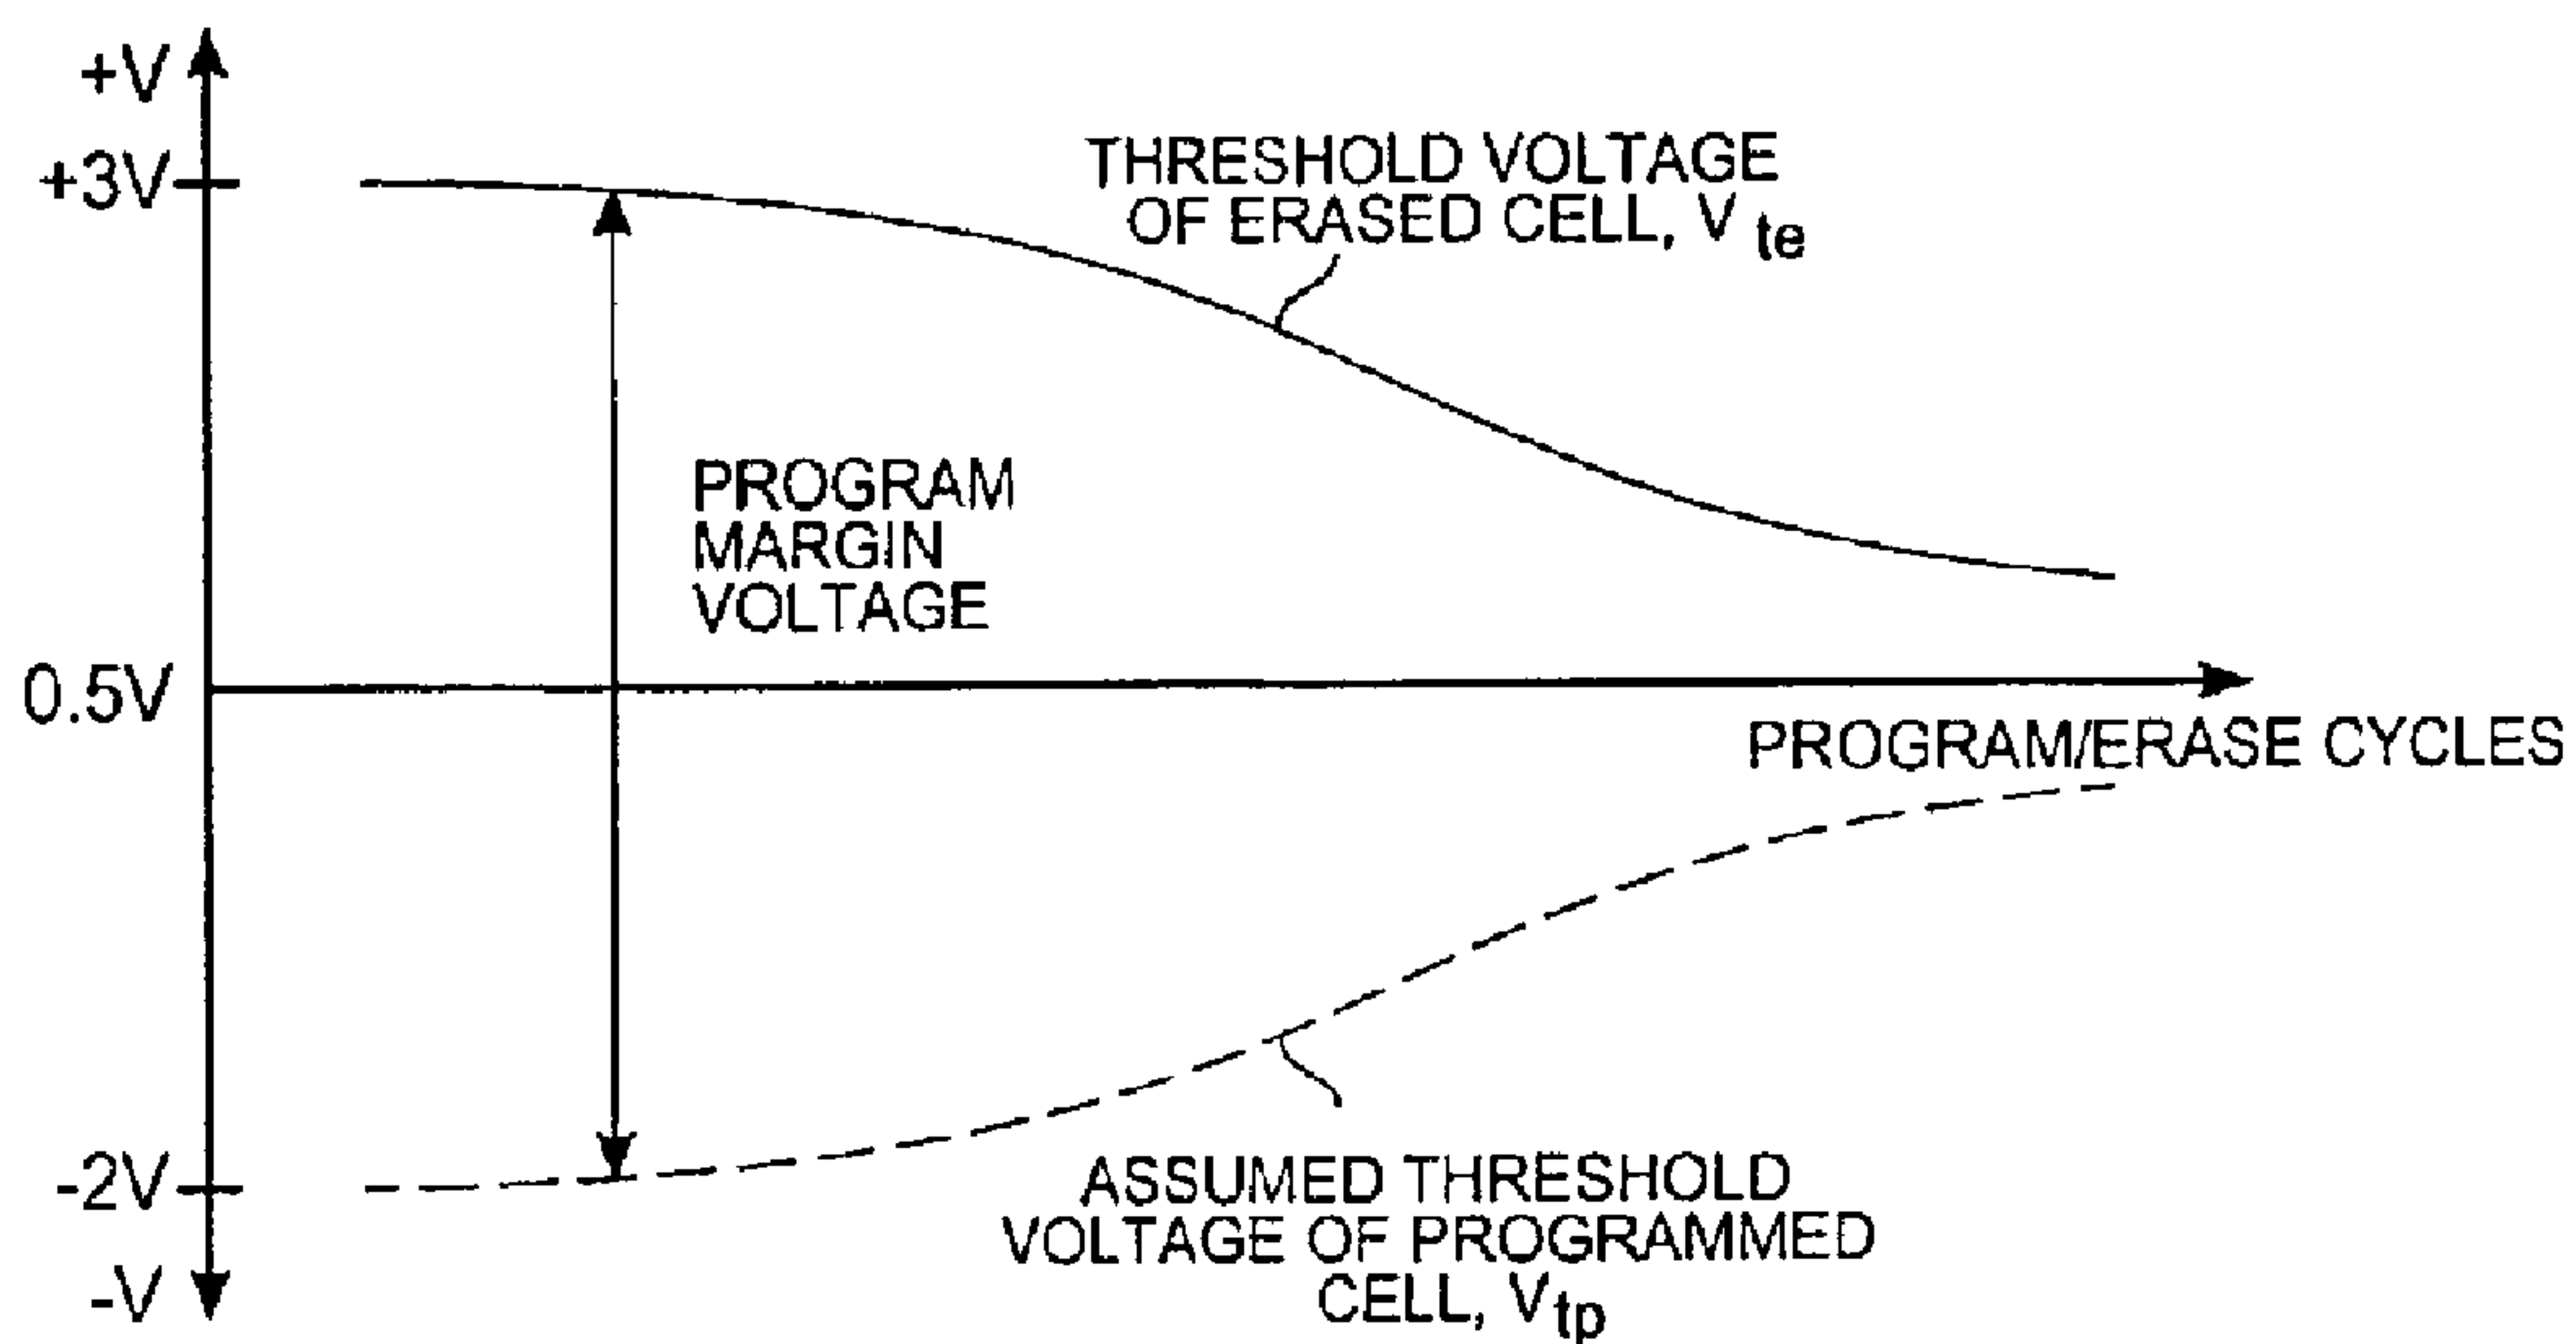 +V
+3V
THRESHOLD VOLTAGE
OF ERASED CELL, Vte
PROGRAM
MARGIN
VOLTAGE
0.5V
PROGRAM/ERASE CYCLES
-2V
ASSUMED THRESHOLD
VOLTAGE OF PROGRAMMED
CELL, Vtp
-V